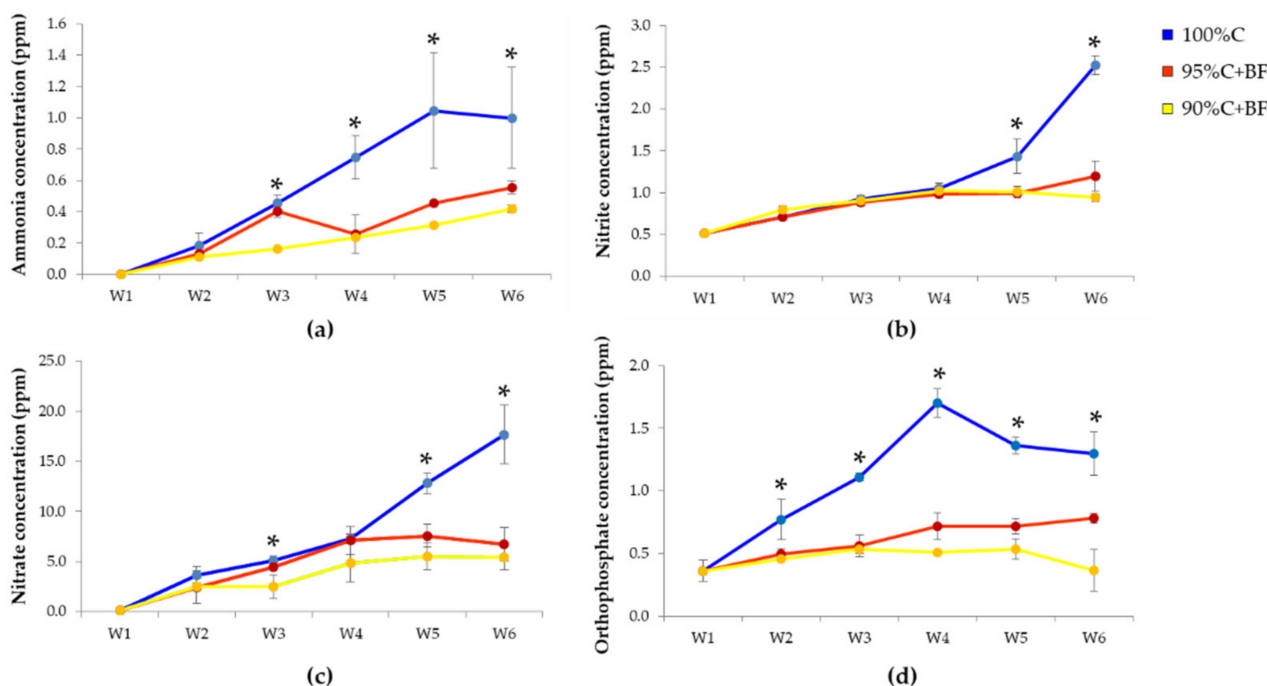 Ammonia concentration (ppm)
1.6
*
*
1.4
1.2
*
1.0
0.8
*
0.6
0.4
0.2
0.0
W1 W2 W3 W4 W5 W6
(a)
Nitrite concentration (ppm)
3.0
*
2.5
2.0
*
1.5
1.0
0.5
0.0
W1 W2 W3 W4 W5 W6
(b)
100%C
95%C+BF
90%C+BF
Nitrate concentration (ppm)
25.0
*
20.0
*
15.0
10.0
*
5.0
0.0
W1 W2 W3 W4 W5 W6
(c)
Orthophosphate concentration (ppm)
2.0
*
*
*
1.5
*
*
1.0
0.5
0.0
W1 W2 W3 W4 W5 W6
(d)